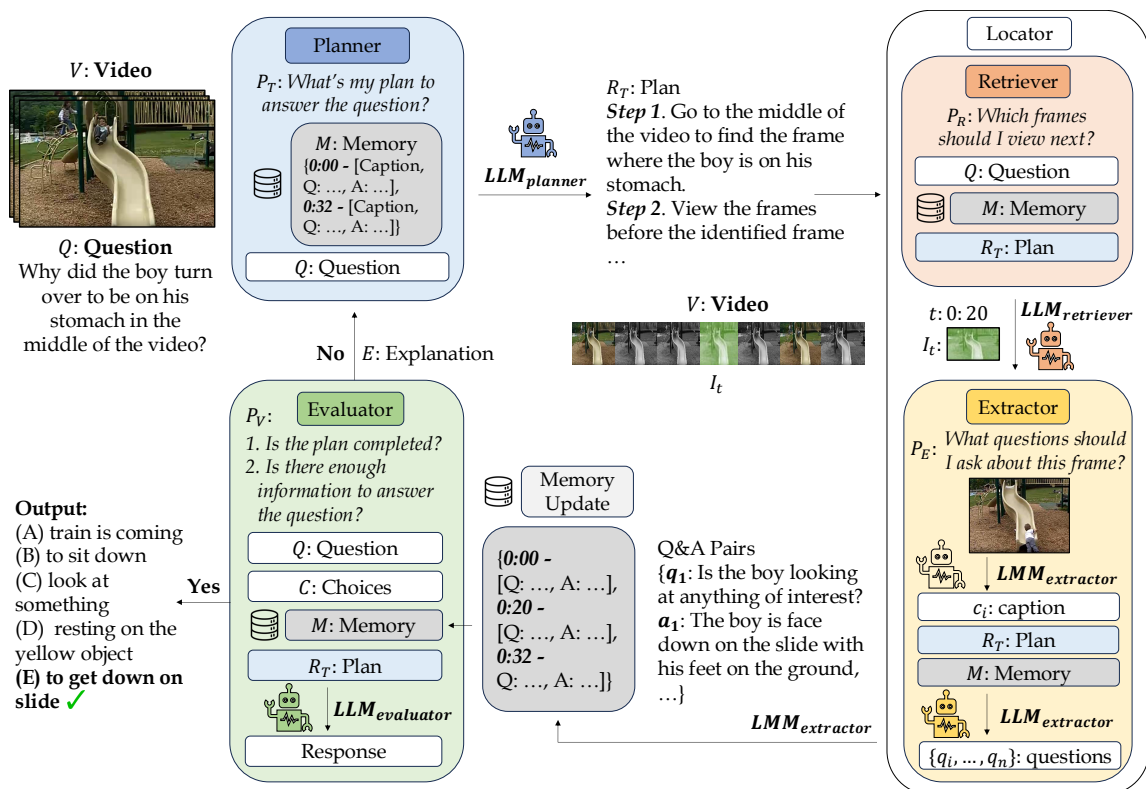 V: Video
Q: Question
Why did the boy turn
over to be on his
stomach in the
middle of the video?
Planner
P_T: What's my plan to
answer the question?
M: Memory
{0:00 - [Caption,
Q: …, A: …],
0:32 - [Caption,
Q: …, A: …]}
Q: Question
LLM_planner
R_T: Plan
Step 1. Go to the middle of
the video to find the frame
where the boy is on his
stomach.
Step 2. View the frames
before the identified frame
…
V: Video
I_t
Locator
Retriever
P_R: Which frames
should I view next?
Q: Question
M: Memory
R_T: Plan
t: 0: 20
I_t:
LLM_retriever
Extractor
P_E: What questions should
I ask about this frame?
LMM_extractor
c_i: caption
R_T: Plan
M: Memory
LLM_extractor
{q_i, …, q_n}: questions
LMM_extractor
Q&A Pairs
{q_1: Is the boy looking
at anything of interest?
a_1: The boy is face
down on the slide with
his feet on the ground,
…}
Memory
Update
{0:00 -
[Q: …, A: …],
0:20 -
[Q: …, A: …],
0:32 -
Q: …, A: …]}
No
E: Explanation
Evaluator
P_V:
1. Is the plan completed?
2. Is there enough
information to answer
the question?
Q: Question
C: Choices
M: Memory
R_T: Plan
LLM_evaluator
Response
Yes
Output:
(A) train is coming
(B) to sit down
(C) look at
something
(D) resting on the
yellow object
(E) to get down on
slide ✓